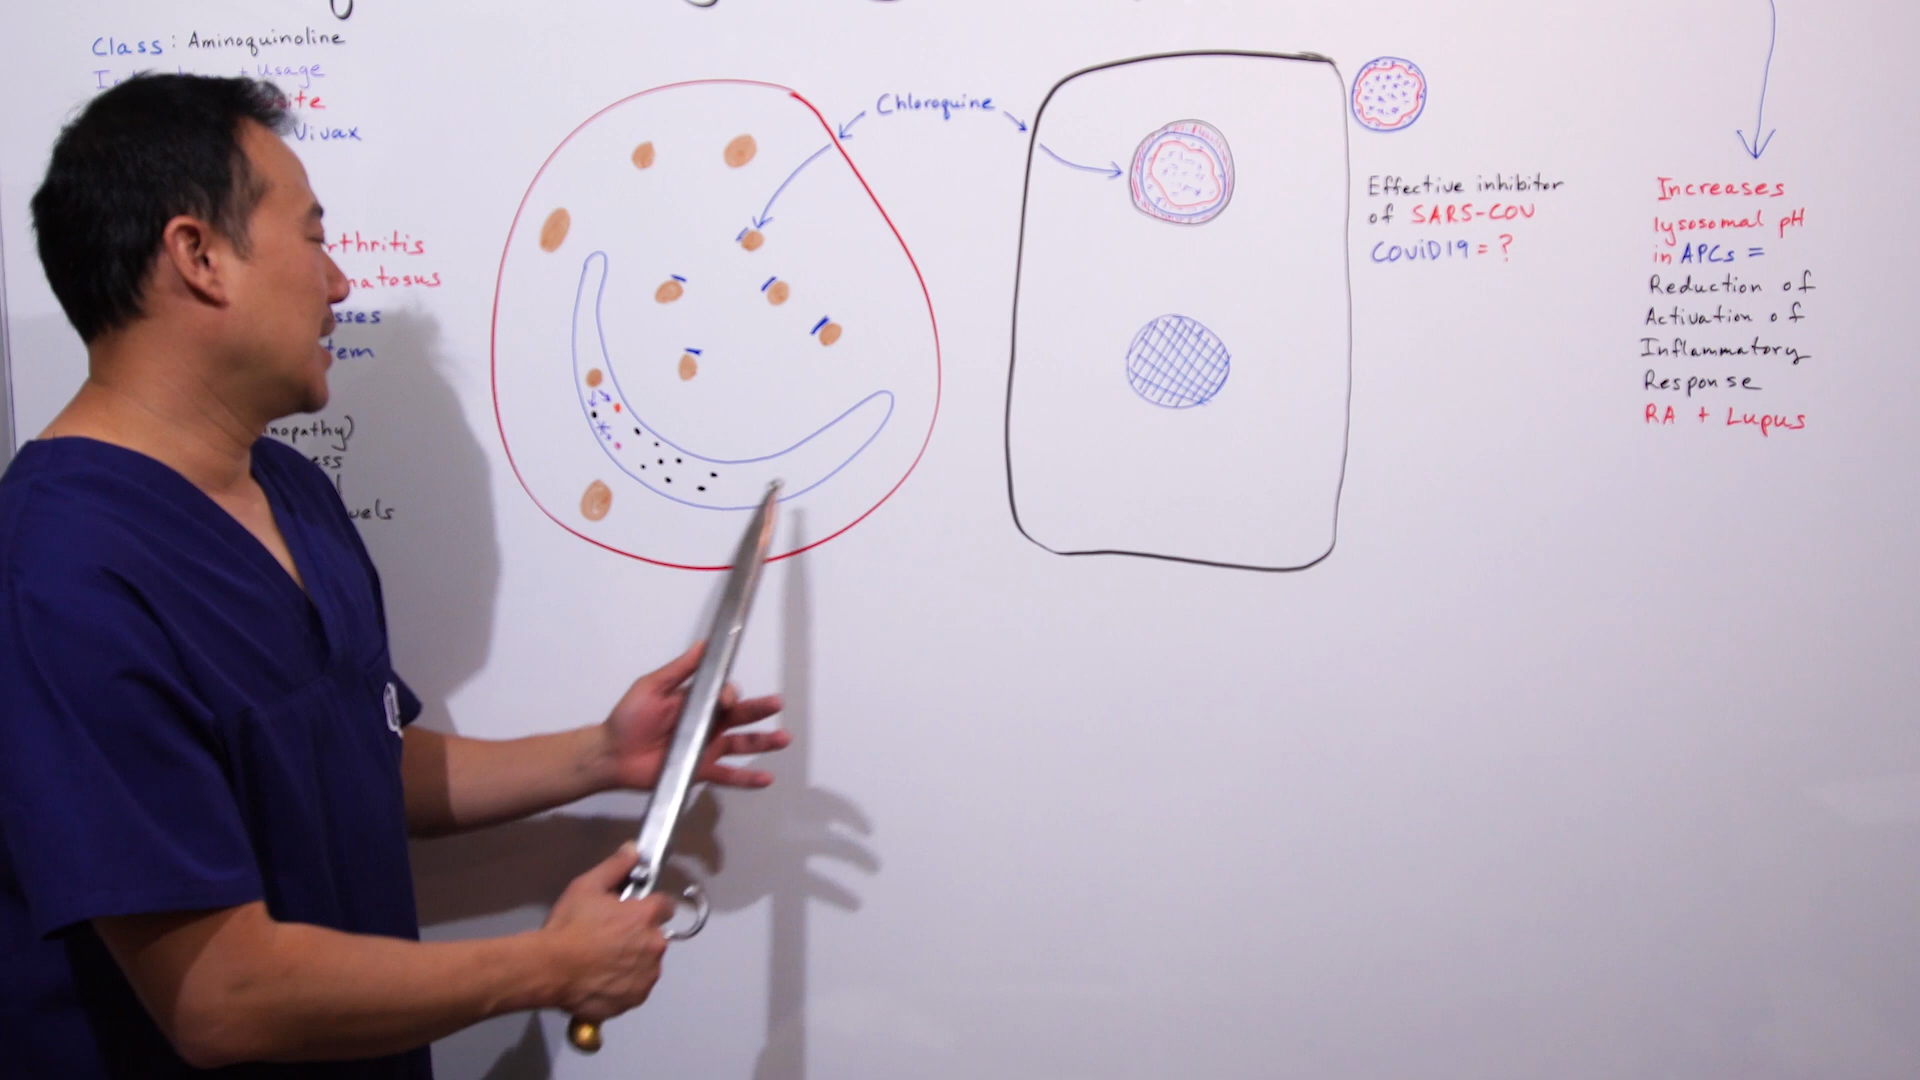 Class: Aminoquinoline
Usage
Vivax
Chloroquine
Effective inhibitor
of SARS-COV
COVID19 = ?
Increases
lysosomal pH
in APCs =
Reduction of
Activation of
Inflammatory
Response
RA + Lupus
rthritis
matosus
sses
tem
nopathy)
ess
vels